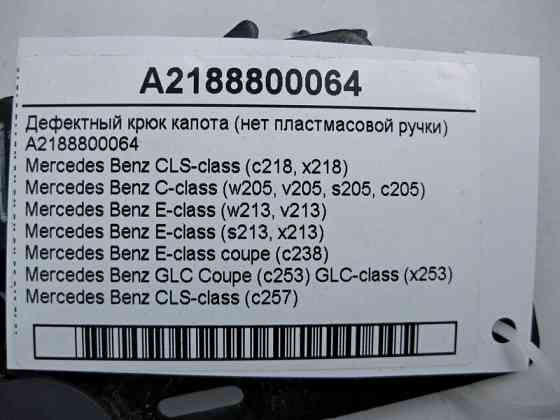 A2188800064
Дефектный крюк капота (нет пластмасовой ручки)
A2188800064
Mercedes Benz CLS-class (c218, x218)
Mercedes Benz C-class (w205, v205, s205, c205)
Mercedes Benz E-class (w213, v213)
Mercedes Benz E-class (s213, x213)
Mercedes Benz E-class coupe (c238)
Mercedes Benz GLC Coupe (c253) GLC-class (x253)
Mercedes Benz CLS-class (c257)